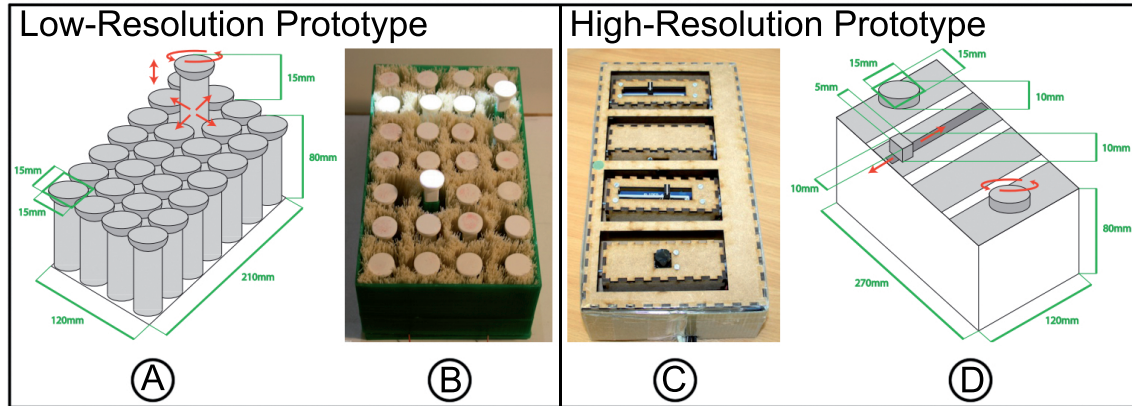 Low-Resolution Prototype
High-Resolution Prototype
15mm
80mm
15mm
15mm
210mm
120mm
15mm
15mm
5mm
10mm
10mm
10mm
80mm
270mm
120mm
A
B
C
D